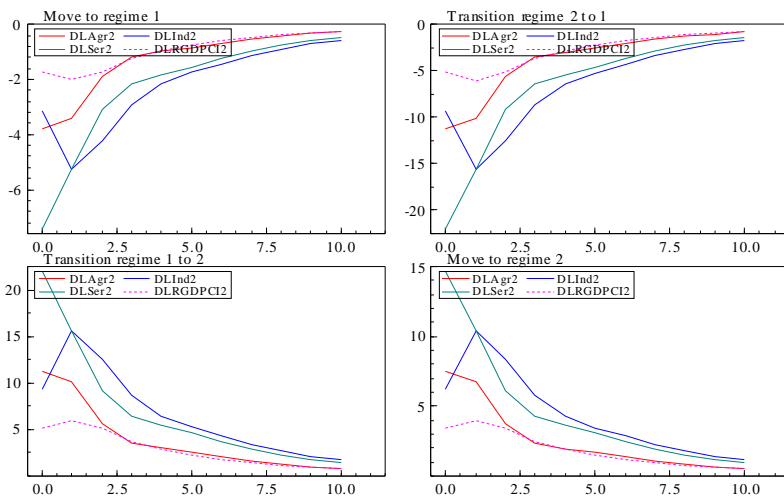 Move to regime 1
DLAgr2 DLInd2
DLSer2 DLRGDPCI2
0
-2
-4
-6
0.0 2.5 5.0 7.5 10.0
Transition regime 2 to 1
DLAgr2 DLInd2
DLSer2 DLRGDPCI2
0
-5
-10
-15
-20
0.0 2.5 5.0 7.5 10.0
Transition regime 1 to 2
DLAgr2 DLInd2
DLSer2 DLRGDPCI2
20
15
10
5
0.0 2.5 5.0 7.5 10.0
Move to regime 2
DLAgr2 DLInd2
DLSer2 DLRGDPCI2
15
10
5
0.0 2.5 5.0 7.5 10.0